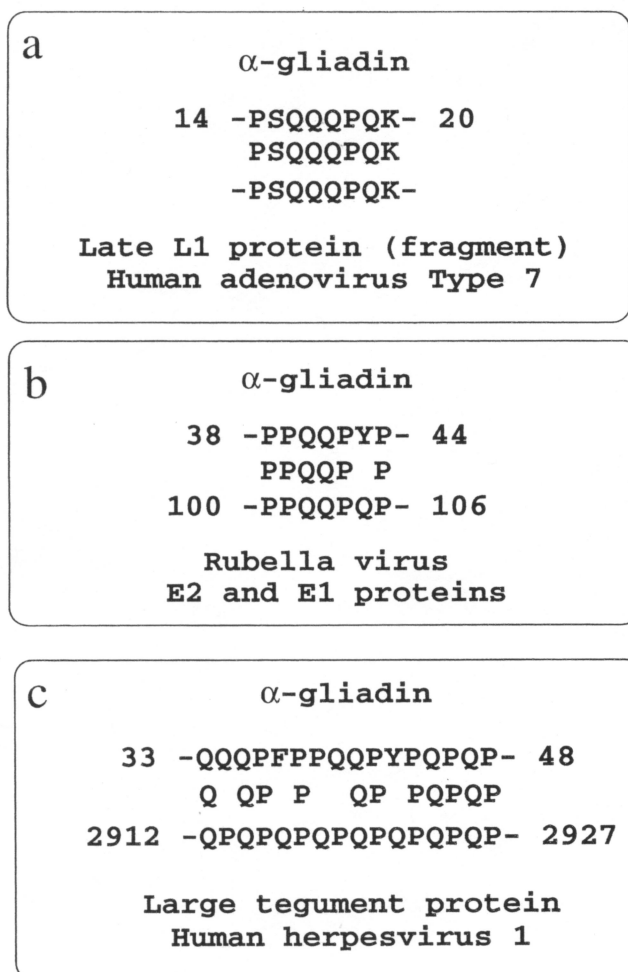 a
α-gliadin
14 -PSQQQPQK- 20
PSQQQPQK
-PSQQQPQK-
Late L1 protein (fragment)
Human adenovirus Type 7
b
α-gliadin
38 -PPQQPYP- 44
PPQQP P
100 -PPQQPQP- 106
Rubella virus
E2 and E1 proteins
c
α-gliadin
33 -QQQPFPPQQPYPQPQP- 48
Q QP P QP PQPQP
2912 -QPQPQPQPQPQPQPQP- 2927
Large tegument protein
Human herpesvirus 1